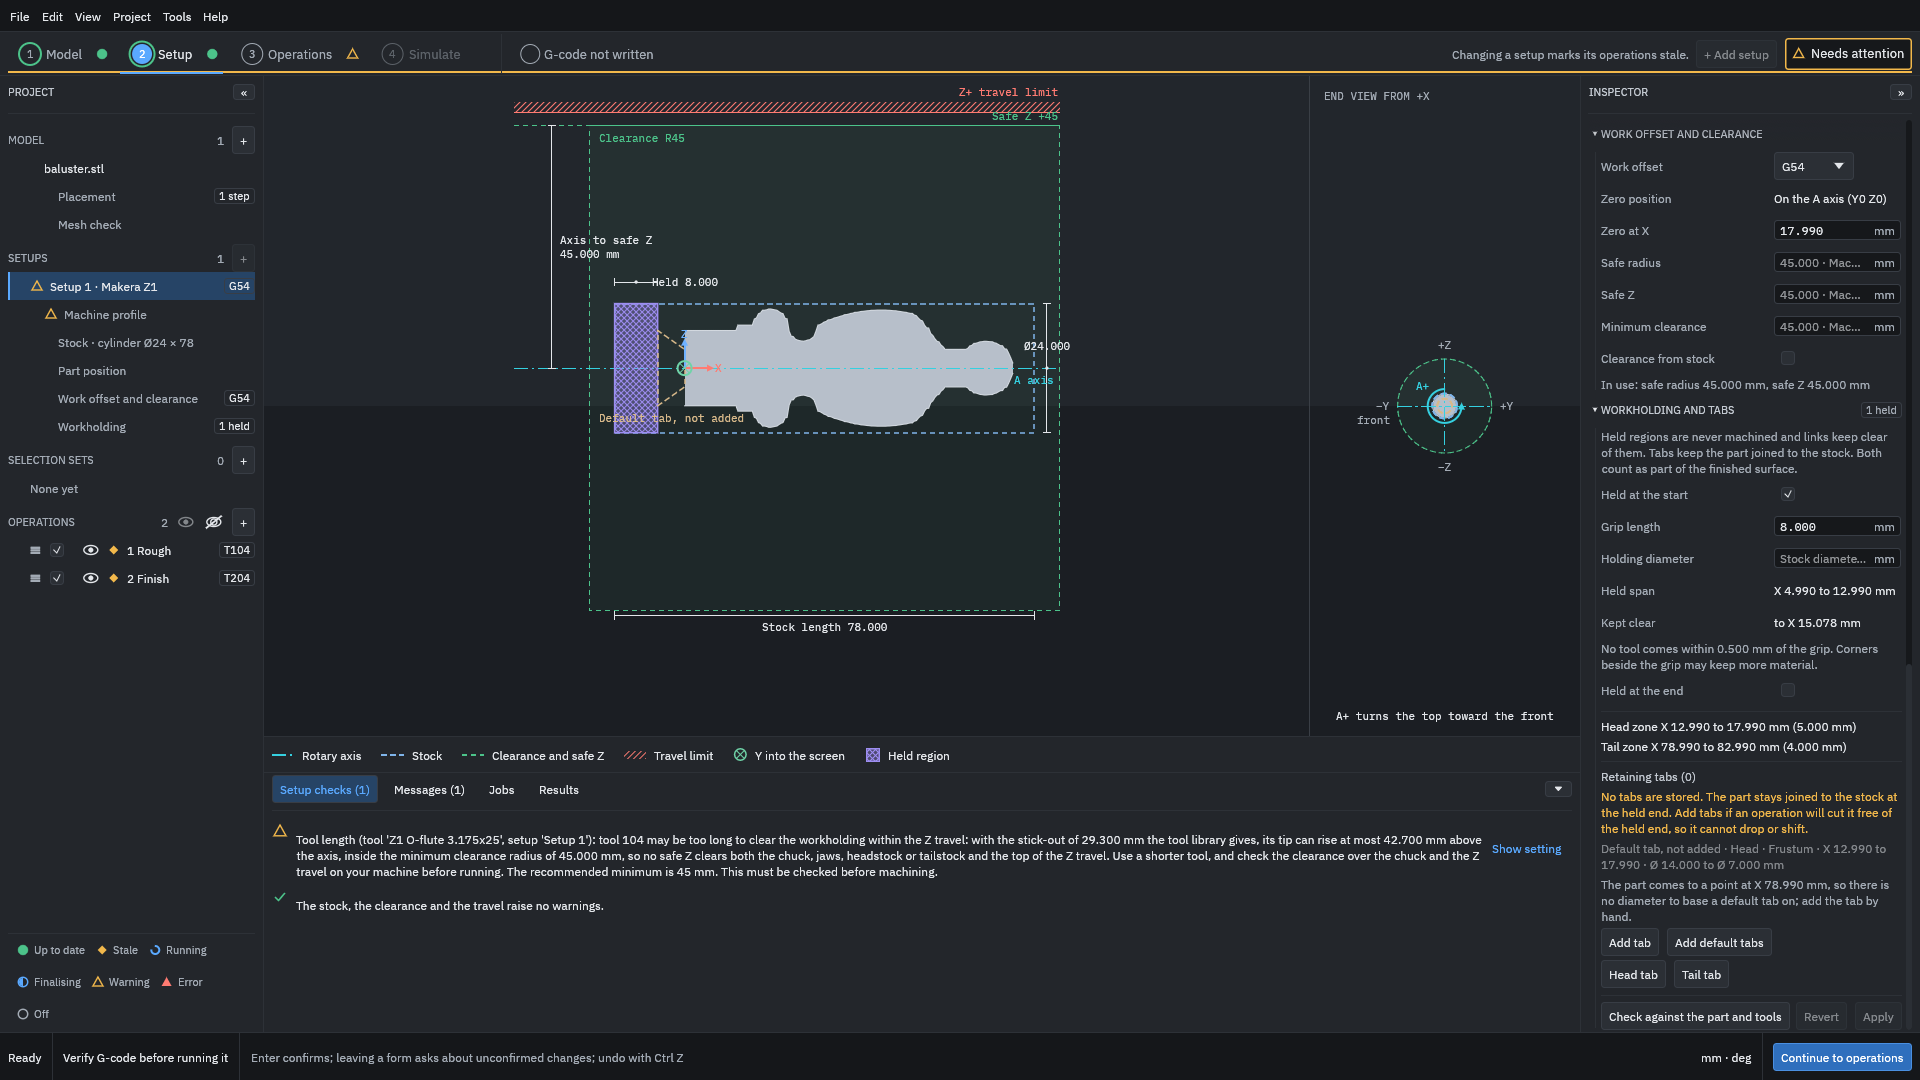 File Edit View Project Tools Help
1 Model 2 Setup 3 Operations 4 Simulate G-code not written Changing a setup marks its operations stale. + Add setup Needs attention
PROJECT «
MODEL 1 +
baluster.stl
Placement 1 step
Mesh check
SETUPS 1 +
Setup 1 · Makera Z1 G54
Machine profile
Stock · cylinder Ø24 × 78
Part position
Work offset and clearance G54
Workholding 1 held
SELECTION SETS 0 +
None yet
OPERATIONS 2 +
1 Rough T104
2 Finish T204
Up to date Stale Running
Finalising Warning Error
Off
Z+ travel limit
Safe Z +45
Clearance R45
Axis to safe Z
45.000 mm
Held 8.000
Z
X
Ø24.000
A axis
Default tab, not added
Stock length 78.000
END VIEW FROM +X
+Z
A+
−Y +Y
front
−Z
A+ turns the top toward the front
Rotary axis Stock Clearance and safe Z Travel limit Y into the screen Held region
Setup checks (1) Messages (1) Jobs Results
Tool length (tool 'Z1 O-flute 3.175x25', setup 'Setup 1'): tool 104 may be too long to clear the workholding within the Z travel: with the stick-out of 29.300 mm the tool library gives, its tip can rise at most 42.700 mm above
the axis, inside the minimum clearance radius of 45.000 mm, so no safe Z clears both the chuck, jaws, headstock or tailstock and the top of the Z travel. Use a shorter tool, and check the clearance over the chuck and the Z
travel on your machine before running. The recommended minimum is 45 mm. This must be checked before machining.
Show setting
The stock, the clearance and the travel raise no warnings.
INSPECTOR »
WORK OFFSET AND CLEARANCE
Work offset G54
Zero position On the A axis (Y0 Z0)
Zero at X 17.990 mm
Safe radius 45.000 · Mac... mm
Safe Z 45.000 · Mac... mm
Minimum clearance 45.000 · Mac... mm
Clearance from stock
In use: safe radius 45.000 mm, safe Z 45.000 mm
WORKHOLDING AND TABS 1 held
Held regions are never machined and links keep clear
of them. Tabs keep the part joined to the stock. Both
count as part of the finished surface.
Held at the start
Grip length 8.000 mm
Holding diameter Stock diamete... mm
Held span X 4.990 to 12.990 mm
Kept clear to X 15.078 mm
No tool comes within 0.500 mm of the grip. Corners
beside the grip may keep more material.
Held at the end
Head zone X 12.990 to 17.990 mm (5.000 mm)
Tail zone X 78.990 to 82.990 mm (4.000 mm)
Retaining tabs (0)
No tabs are stored. The part stays joined to the stock at
the held end. Add tabs if an operation will cut it free of
the held end, so it cannot drop or shift.
Default tab, not added · Head · Frustum · X 12.990 to
17.990 · Ø 14.000 to Ø 7.000 mm
The part comes to a point at X 78.990 mm, so there is
no diameter to base a default tab on; add the tab by
hand.
Add tab Add default tabs
Head tab Tail tab
Check against the part and tools Revert Apply
Ready Verify G-code before running it Enter confirms; leaving a form asks about unconfirmed changes; undo with Ctrl Z mm · deg Continue to operations